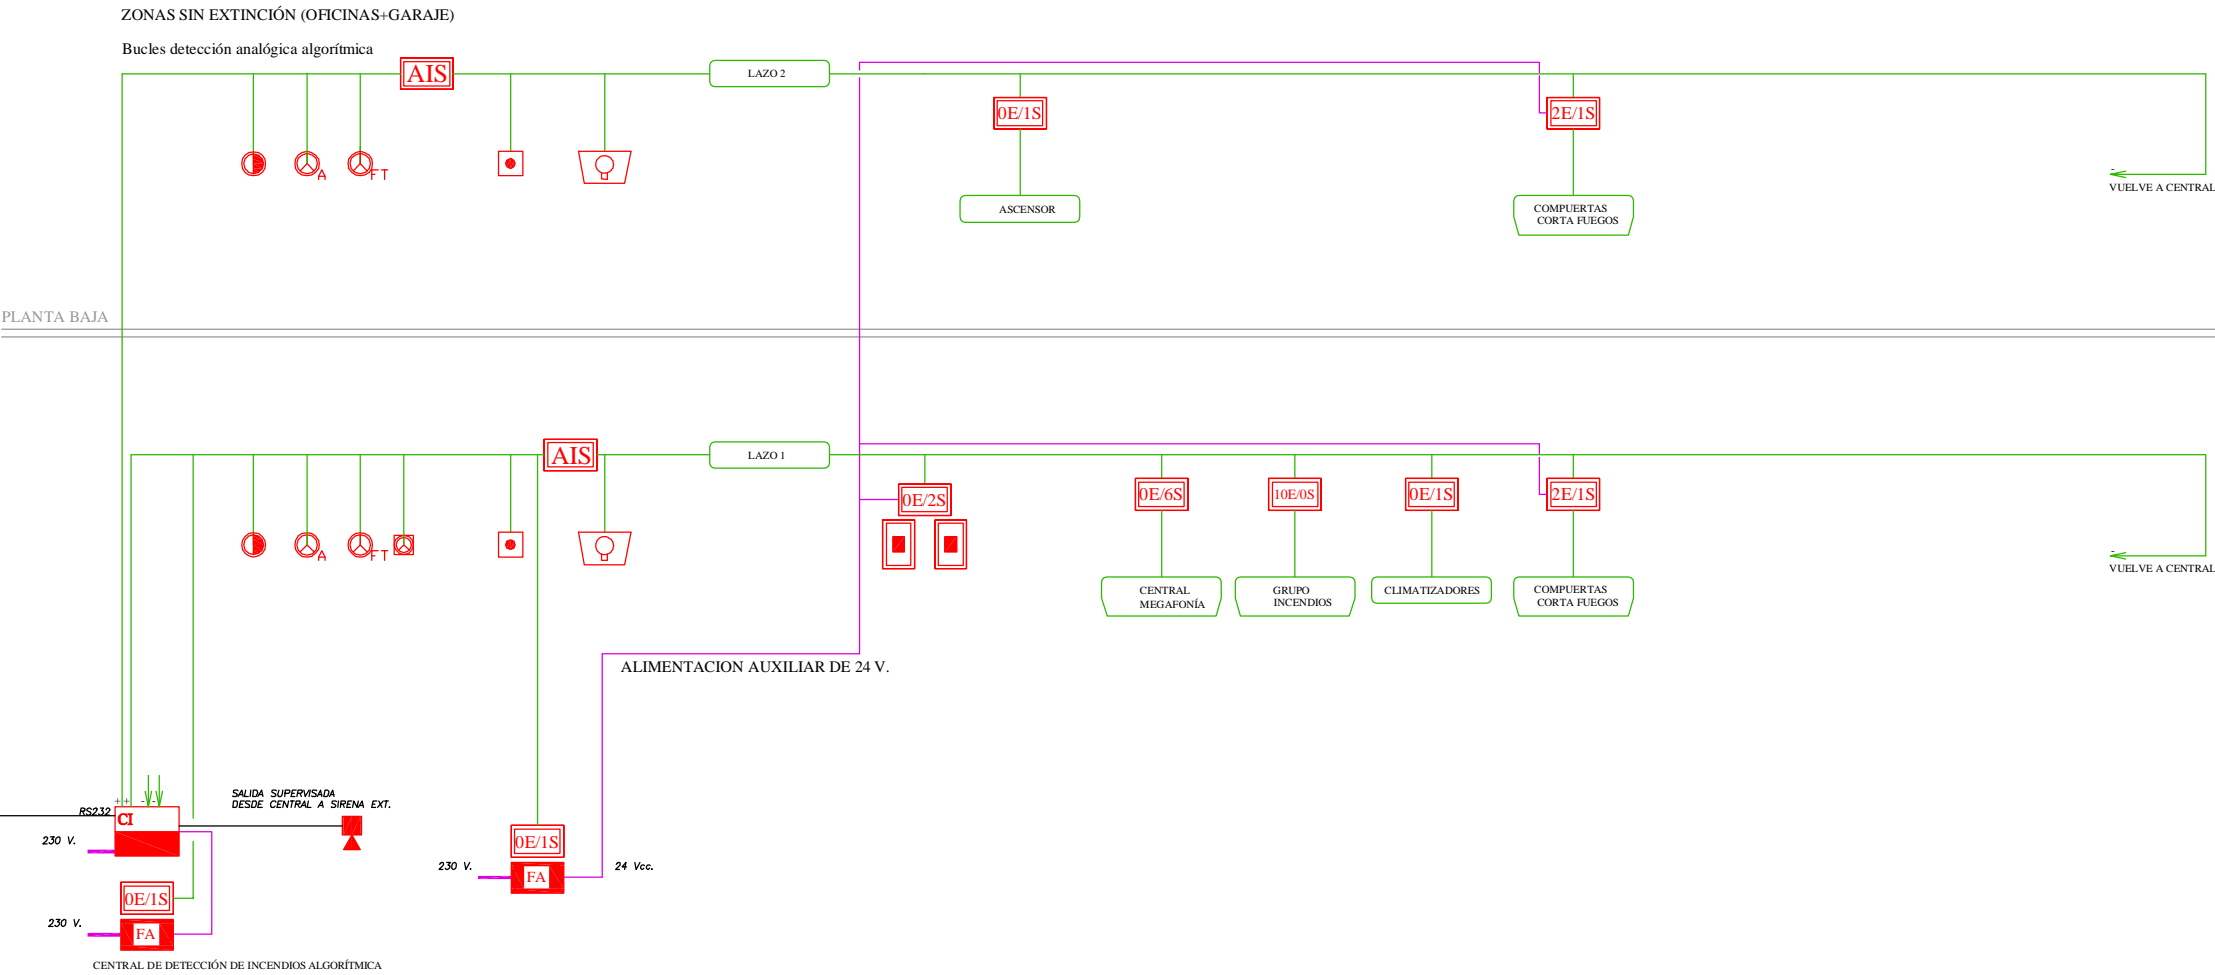 ZONAS SIN EXTINCIÓN (OFICINAS+GARAJE)
Bucles detección analógica algorítmica
AIS
LAZO 2
0E/1S
2E/1S
A
FT
ASCENSOR
COMPUERTAS
CORTA FUEGOS
-
VUELVE A CENTRAL
PLANTA BAJA
AIS
LAZO 1
0E/2S
0E/6S
10E/0S
0E/1S
2E/1S
A
FT
CENTRAL
MEGAFONÍA
GRUPO
INCENDIOS
CLIMATIZADORES
COMPUERTAS
CORTA FUEGOS
-
VUELVE A CENTRAL
ALIMENTACION AUXILIAR DE 24 V.
SALIDA SUPERVISADA
DESDE CENTRAL A SIRENA EXT.
++ --
RS232
CI
230 V.
0E/1S
230 V.
FA
24 Vcc.
0E/1S
230 V.
FA
CENTRAL DE DETECCIÓN DE INCENDIOS ALGORÍTMICA